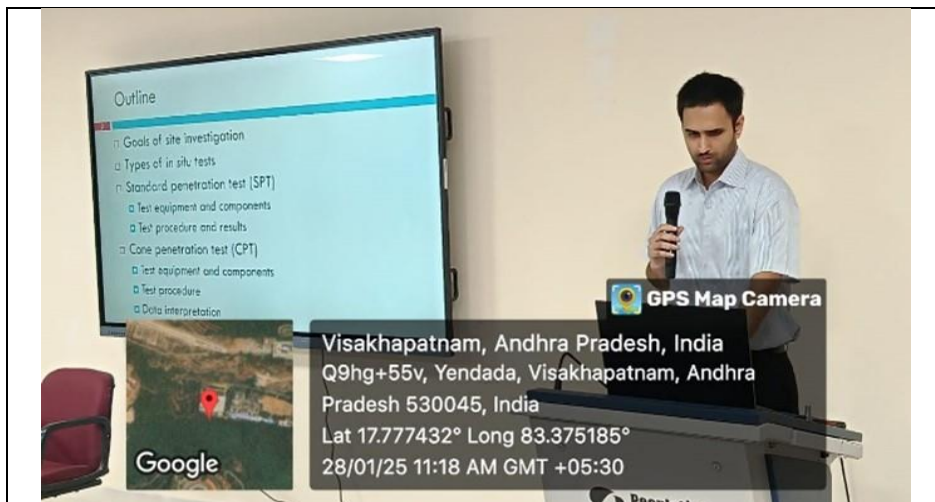 Outline
Goals of site investigation
Types of in situ tests
Standard penetration test (SPT)
Test equipment and components
Test procedure and results
Cone penetration test (CPT)
Test equipment and components
Test procedure
Data interpretation
GPS Map Camera
Visakhapatnam, Andhra Pradesh, India
Q9hg+55v, Yendada, Visakhapatnam, Andhra
Pradesh 530045, India
Lat 17.777432° Long 83.375185°
28/01/25 11:18 AM GMT +05:30
Google